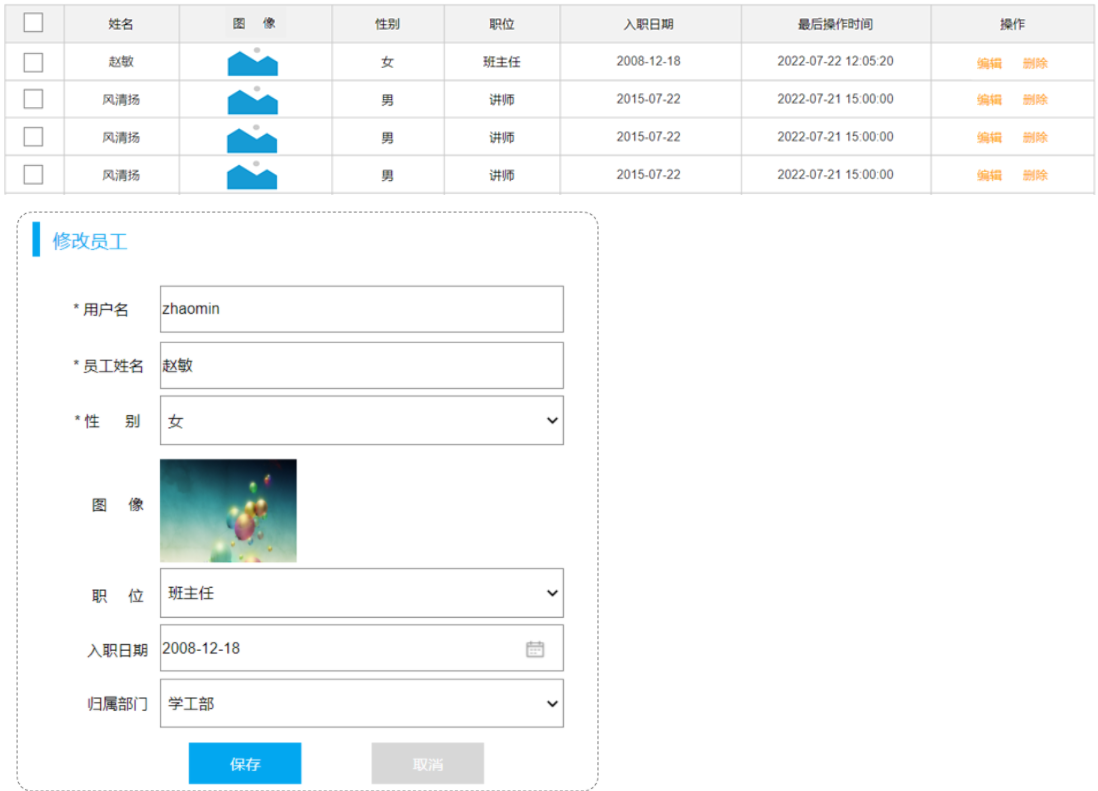 姓名 图 像 性别 职位 入职日期 最后操作时间 操作
赵敏 女 班主任 2008-12-18 2022-07-22 12:05:20 编辑 删除
风清扬 男 讲师 2015-07-22 2022-07-21 15:00:00 编辑 删除
风清扬 男 讲师 2015-07-22 2022-07-21 15:00:00 编辑 删除
风清扬 男 讲师 2015-07-22 2022-07-21 15:00:00 编辑 删除
修改员工
* 用户名 zhaomin
* 员工姓名 赵敏
* 性 别 女
图 像
职 位 班主任
入职日期 2008-12-18
归属部门 学工部
保存 取消